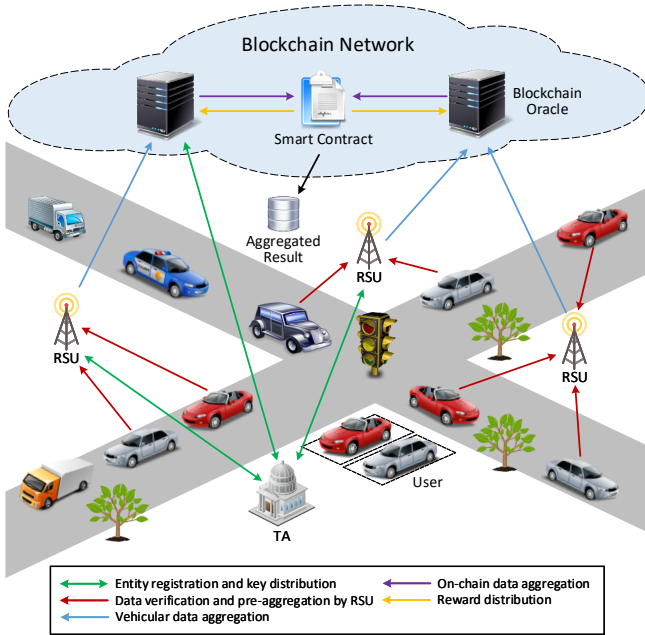 Blockchain Network
Blockchain
Oracle
Smart Contract
Aggregated
Result
RSU
RSU
RSU
User
TA
Entity registration and key distribution
Data verification and pre-aggregation by RSU
Vehicular data aggregation
On-chain data aggregation
Reward distribution